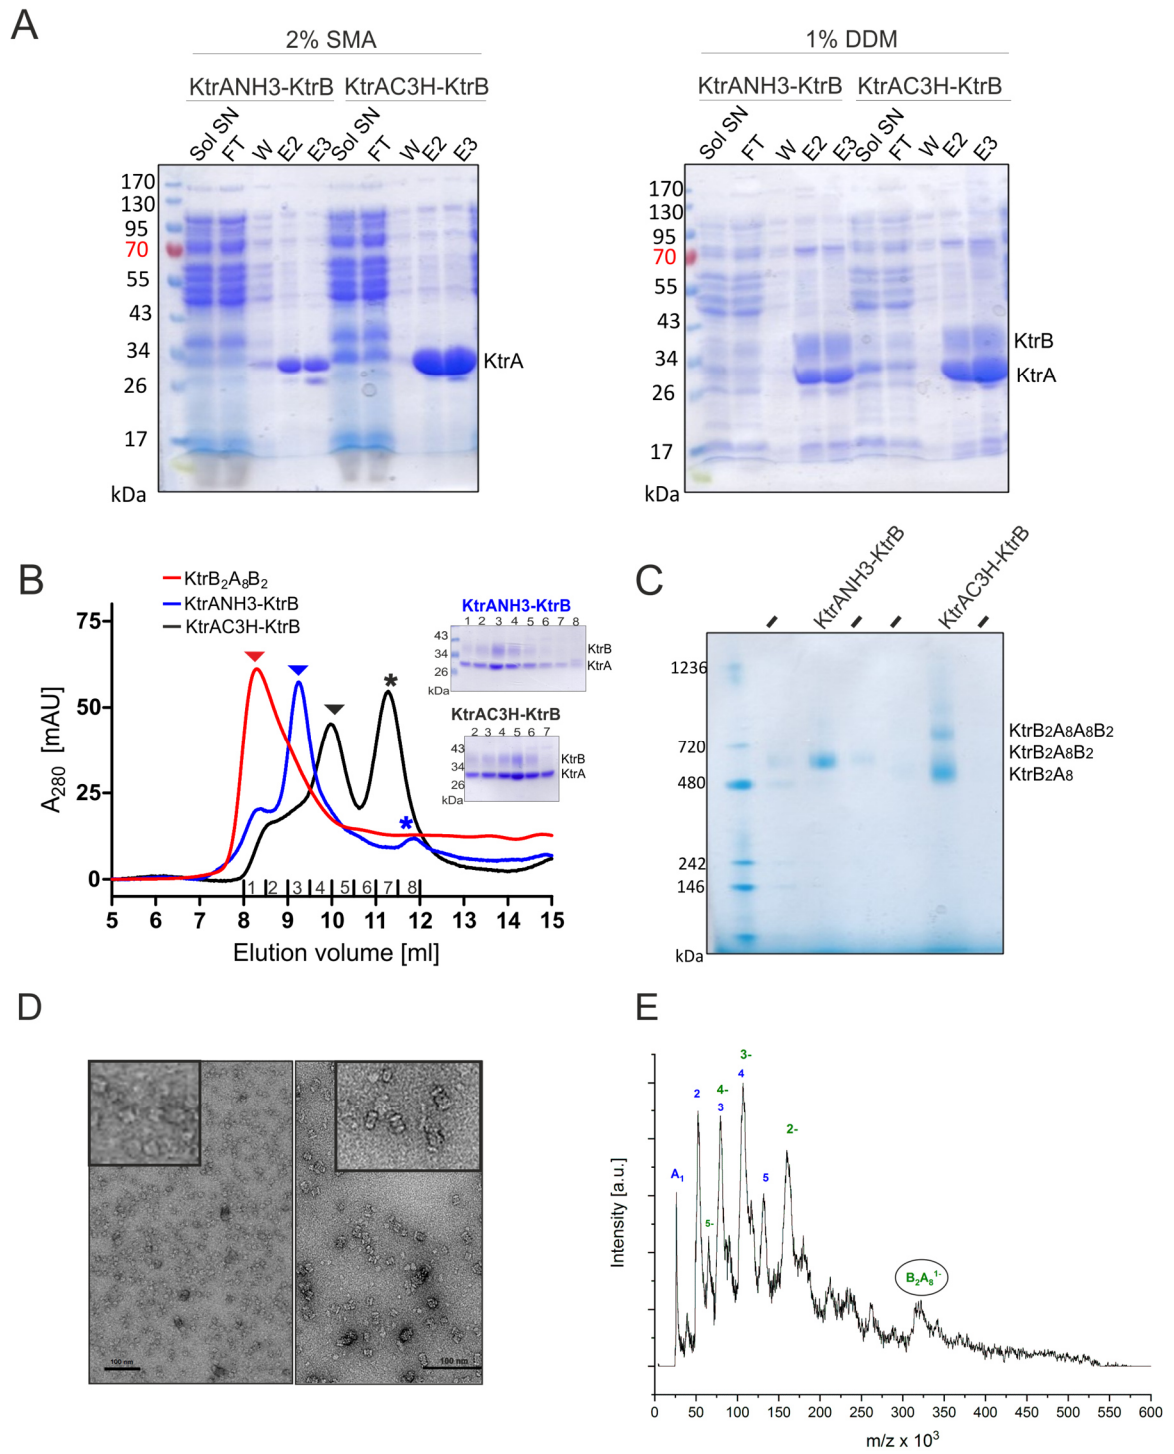 A
2% SMA
1% DDM
KtrANH3-KtrB KtrAC3H-KtrB
KtrANH3-KtrB KtrAC3H-KtrB
Sol SN FT W E2 E3 Sol SN FT W E2 E3
Sol SN FT W E2 E3 Sol SN FT W E2 E3
170
130
95
70
55
43
34
26
17
kDa
KtrA
170
130
95
70
55
43
34
26
17
kDa
KtrB
KtrA
B
KtrB₂A₈B₂
KtrANH3-KtrB
KtrAC3H-KtrB
75
50
25
0
A₂₈₀ [mAU]
*
*
1 2 3 4 5 6 7 8
5 6 7 8 9 10 11 12 13 14 15
Elution volume [ml]
KtrANH3-KtrB
1 2 3 4 5 6 7 8
43
34
26
kDa
KtrB
KtrA
KtrAC3H-KtrB
2 3 4 5 6 7
43
34
26
kDa
KtrB
KtrA
C
– KtrANH3-KtrB – – KtrAC3H-KtrB –
1236
720
480
242
146
kDa
KtrB₂A₈A₈B₂
KtrB₂A₈B₂
KtrB₂A₈
D
100 nm
100 nm
E
Intensity [a.u.]
A₁
2
5-
4-
3
3-
4
5
2-
B₂A₈¹⁻
0 50 100 150 200 250 300 350 400 450 500 550 600
m/z x 10³